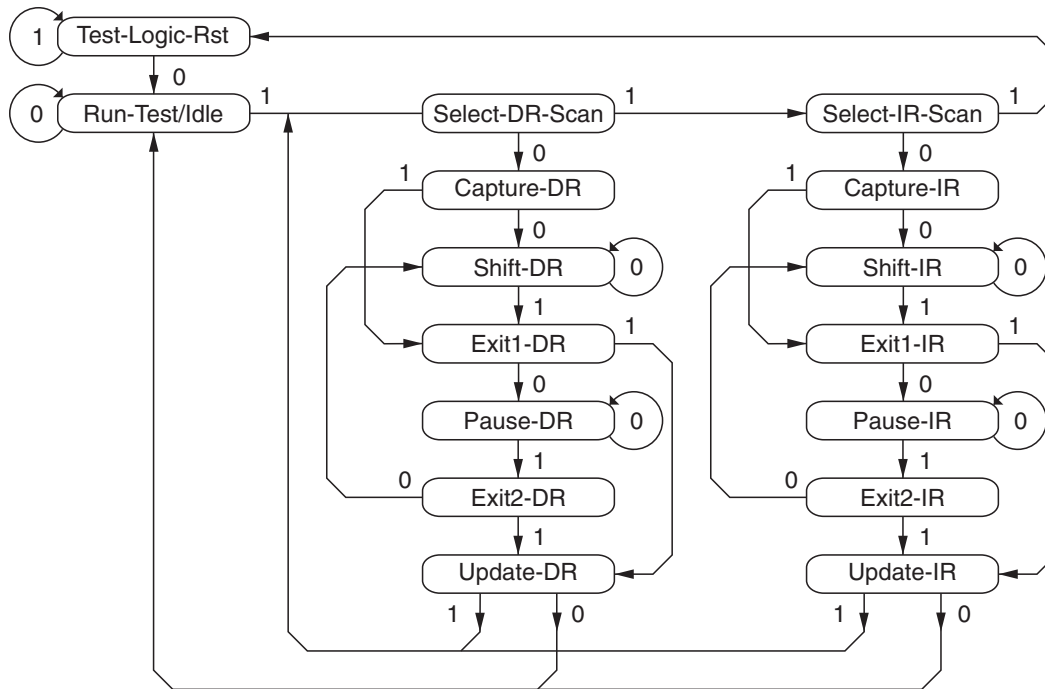 1
Test-Logic-Rst
0
0
Run-Test/Idle
1
Select-DR-Scan
1
Select-IR-Scan
1
0
0
1
Capture-DR
1
Capture-IR
0
0
Shift-DR
0
Shift-IR
0
1
1
Exit1-DR
1
Exit1-IR
1
0
0
Pause-DR
0
Pause-IR
0
1
1
0
Exit2-DR
0
Exit2-IR
1
1
Update-DR
Update-IR
1
0
1
0